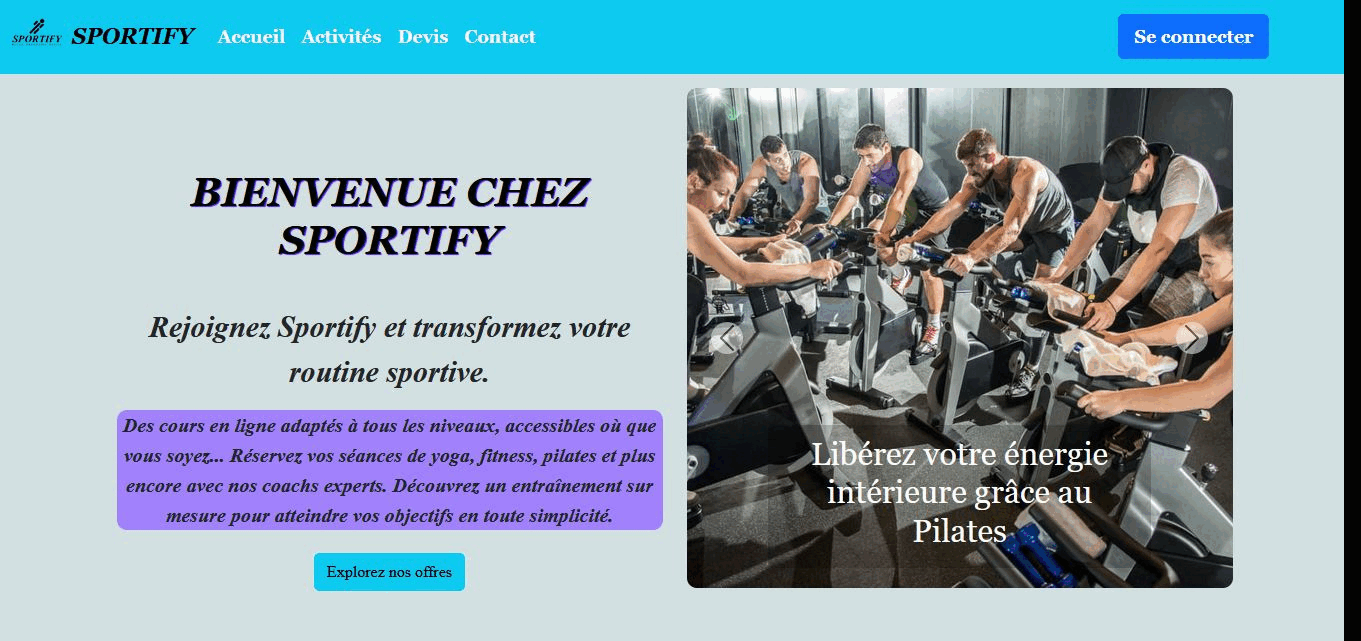 SPORTIFY SPORTIFY Accueil Activités Devis Contact Se connecter
BIENVENUE CHEZ
SPORTIFY
Rejoignez Sportify et transformez votre
routine sportive.
Des cours en ligne adaptés à tous les niveaux, accessibles où que
vous soyez... Réservez vos séances de yoga, fitness, pilates et plus
encore avec nos coachs experts. Découvrez un entraînement sur
mesure pour atteindre vos objectifs en toute simplicité.
Explorez nos offres
Libérez votre énergie
intérieure grâce au
Pilates